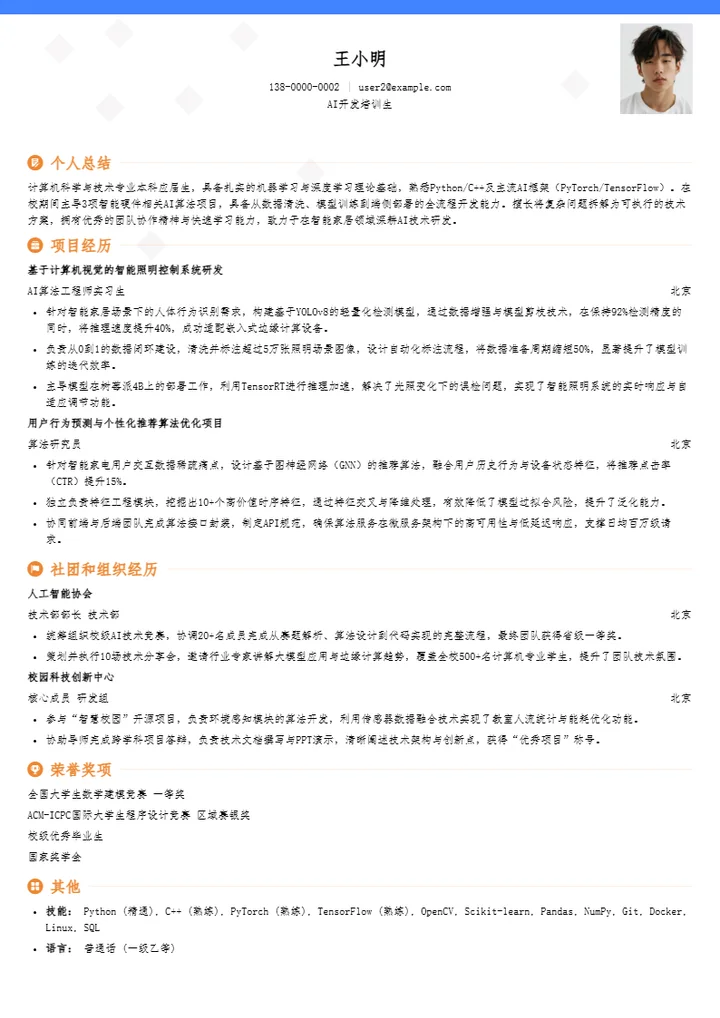 王小明
138-0000-0002 | user2@example.com
AI开发培训生
个人总结
计算机科学与技术专业本科应届生，具备扎实的机器学习与深度学习理论基础，熟悉Python/C++及主流AI框架（PyTorch/TensorFlow）。在
校期间主导3项智能硬件相关AI算法项目，具备从数据清洗、模型训练到端侧部署的全流程开发能力。擅长将复杂问题拆解为可执行的技术
方案，拥有优秀的团队协作精神与快速学习能力，致力于在智能家居领域深耕AI技术研发。
项目经历
基于计算机视觉的智能照明控制系统研发
AI算法工程师实习生 北京
• 针对智能家居场景下的人体行为识别需求，构建基于YOLOv8的轻量化检测模型，通过数据增强与模型剪枝技术，在保持92%检测精度的
同时，将推理速度提升40%，成功适配嵌入式边缘计算设备。
• 负责从0到1的数据闭环建设，清洗并标注超过5万张照明场景图像，设计自动化标注流程，将数据准备周期缩短50%，显著提升了模型训
练的迭代效率。
• 主导模型在树莓派4B上的部署工作，利用TensorRT进行推理加速，解决了光照变化下的误检问题，实现了智能照明系统的实时响应与自
适应调节功能。
用户行为预测与个性化推荐算法优化项目
算法研究员 北京
• 针对智能家电用户交互数据稀疏痛点，设计基于图神经网络（GNN）的推荐算法，融合用户历史行为与设备状态特征，将推荐点击率
（CTR）提升15%。
• 独立负责特征工程模块，挖掘出10+个高价值时序特征，通过特征交叉与降维处理，有效降低了模型过拟合风险，提升了泛化能力。
• 协同前端与后端团队完成算法接口封装，制定API规范，确保算法服务在微服务架构下的高可用性与低延迟响应，支撑日均百万级请
求。
社团和组织经历
人工智能协会
技术部部长 技术部 北京
• 统筹组织校级AI技术竞赛，协调20+名成员完成从赛题解析、算法设计到代码实现的完整流程，最终团队获得省级一等奖。
• 策划并执行10场技术分享会，邀请行业专家讲解大模型应用与边缘计算趋势，覆盖全校500+名计算机专业学生，提升了团队技术氛围。
校园科技创新中心
核心成员 研发组 北京
• 参与“智慧校园”开源项目，负责环境感知模块的算法开发，利用传感器数据融合技术实现了教室人流统计与能耗优化功能。
• 协助导师完成跨学科项目答辩，负责技术文档撰写与PPT演示，清晰阐述技术架构与创新点，获得“优秀项目”称号。
荣誉奖项
全国大学生数学建模竞赛 一等奖
ACM-ICPC国际大学生程序设计竞赛 区域赛银奖
校级优秀毕业生
国家奖学金
其他
• 技能： Python (精通), C++ (熟练), PyTorch (熟练), TensorFlow (熟练), OpenCV, Scikit-learn, Pandas, NumPy, Git, Docker,
Linux, SQL
• 语言： 普通话 (一级乙等)